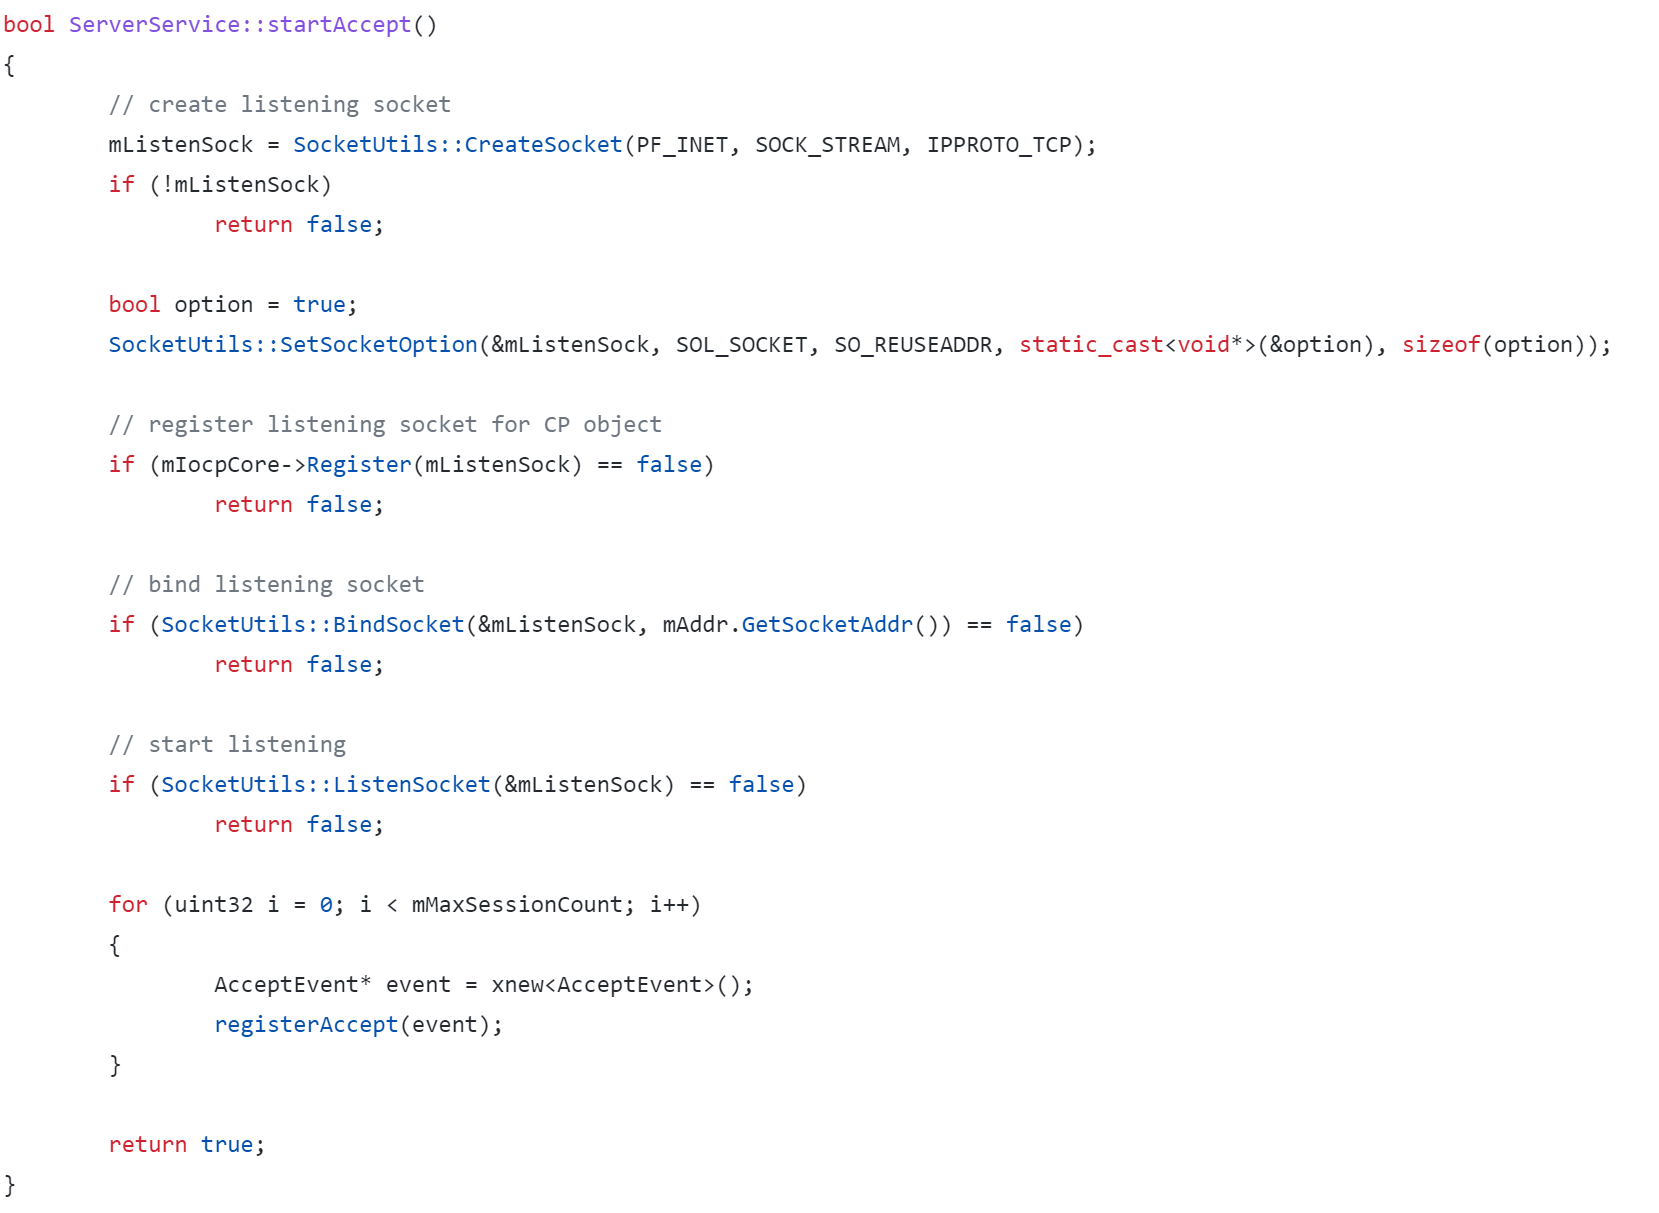 bool ServerService::startAccept()
{
        // create listening socket
        mListenSock = SocketUtils::CreateSocket(PF_INET, SOCK_STREAM, IPPROTO_TCP);
        if (!mListenSock)
                return false;

        bool option = true;
        SocketUtils::SetSocketOption(&mListenSock, SOL_SOCKET, SO_REUSEADDR, static_cast<void*>(&option), sizeof(option));

        // register listening socket for CP object
        if (mIocpCore->Register(mListenSock) == false)
                return false;

        // bind listening socket
        if (SocketUtils::BindSocket(&mListenSock, mAddr.GetSocketAddr()) == false)
                return false;

        // start listening
        if (SocketUtils::ListenSocket(&mListenSock) == false)
                return false;

        for (uint32 i = 0; i < mMaxSessionCount; i++)
        {
                AcceptEvent* event = xnew<AcceptEvent>();
                registerAccept(event);
        }

        return true;
}